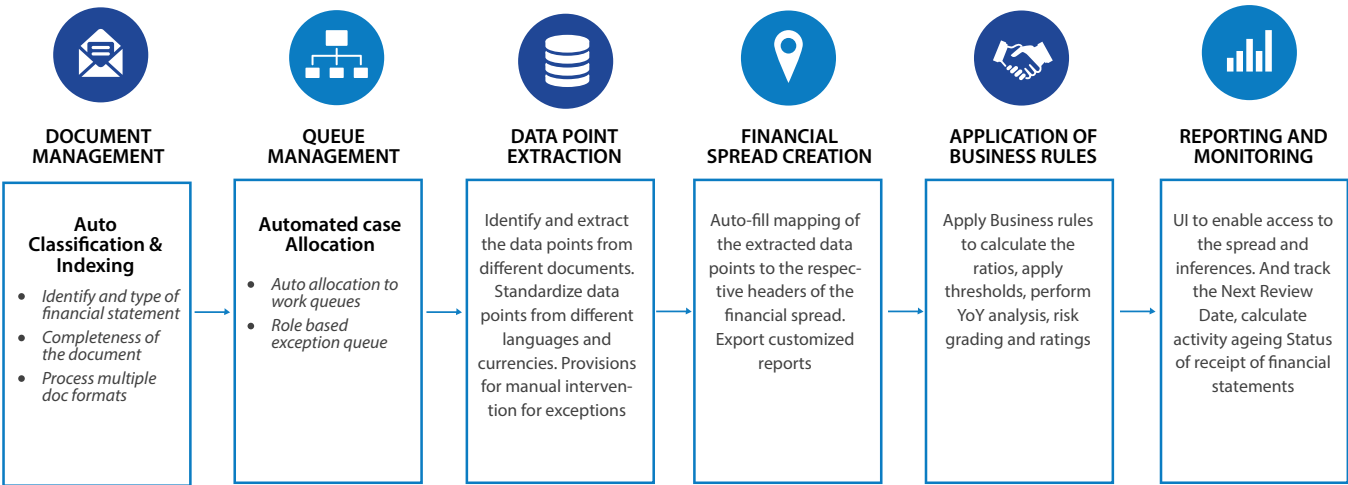 DOCUMENT
MANAGEMENT
Auto
Classification &
Indexing
• Identify and type of
financial statement
• Completeness of
the document
• Process multiple
doc formats
QUEUE
MANAGEMENT
Automated case
Allocation
• Auto allocation to
work queues
• Role based
exception queue
DATA POINT
EXTRACTION
Identify and extract
the data points from
different documents.
Standardize data
points from different
languages and
currencies. Provisions
for manual interven-
tion for exceptions
FINANCIAL
SPREAD CREATION
Auto-fill mapping of
the extracted data
points to the respec-
tive headers of the
financial spread.
Export customized
reports
APPLICATION OF
BUSINESS RULES
Apply Business rules
to calculate the
ratios, apply
thresholds, perform
YoY analysis, risk
grading and ratings
REPORTING AND
MONITORING
UI to enable access to
the spread and
inferences. And track
the Next Review
Date, calculate
activity ageing Status
of receipt of financial
statements